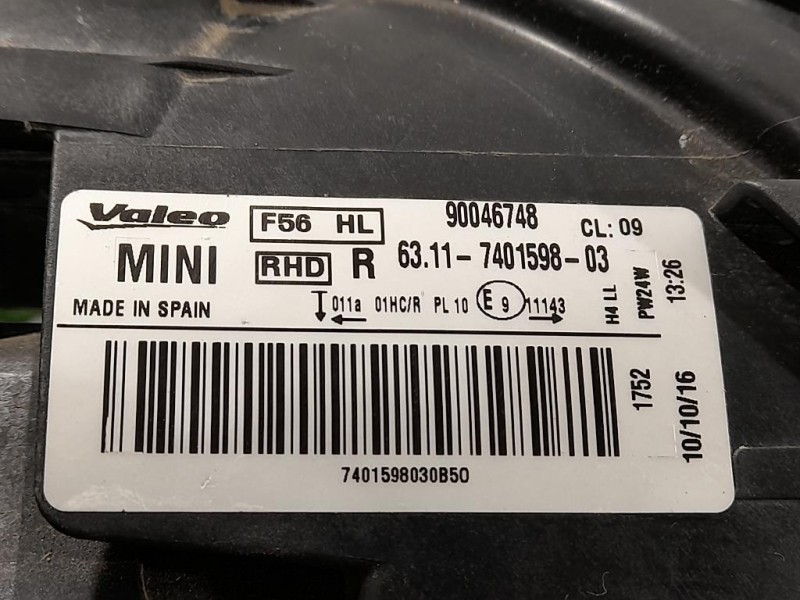 Valeo F56 HL 90046748 CL: 09
MINI RHD R 63.11-7401598-03
MADE IN SPAIN 011a 01HC/R PL 10 E 9 11143
H4 LL
PW24W 13:26
1752 10/10/16
7401598030B50